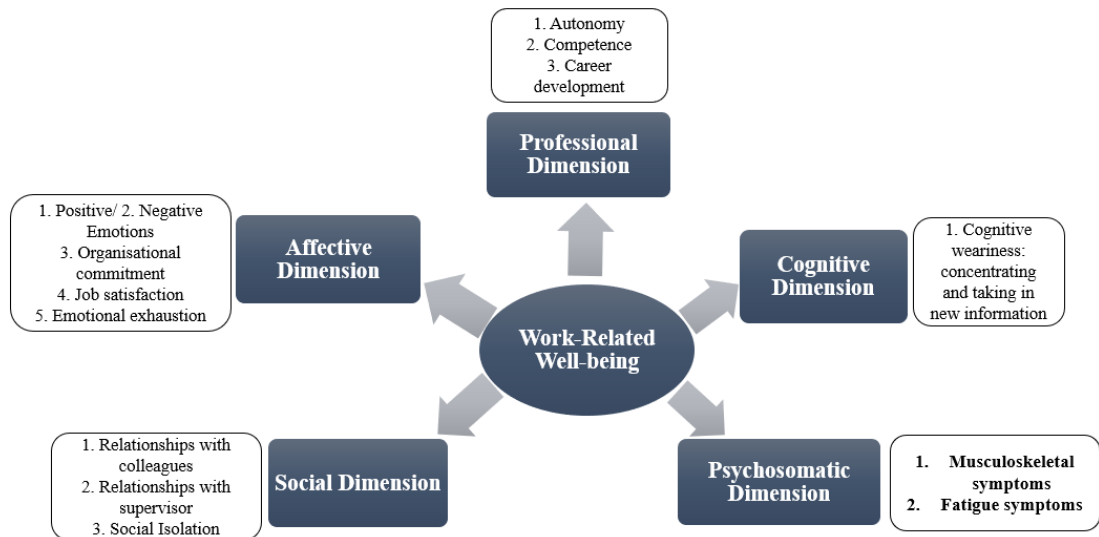 1. Autonomy
2. Competence
3. Career
development
Professional
Dimension
1. Positive/ 2. Negative
Emotions
3. Organisational
commitment
4. Job satisfaction
5. Emotional exhaustion
Affective
Dimension
Cognitive
Dimension
1. Cognitive
weariness:
concentrating
and taking in
new information
Work-Related
Well-being
1. Relationships with
colleagues
2. Relationships with
supervisor
3. Social Isolation
Social Dimension
Psychosomatic
Dimension
1. Musculoskeletal
symptoms
2. Fatigue symptoms